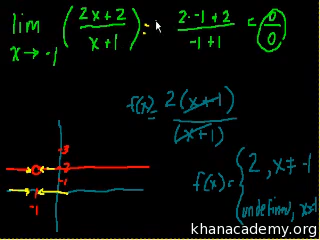 lim x → -1 (2x+2 / x+1) : 2·-1+2 / -1+1 = 0/0
f(x) = 2(x+1) / (x+1)
f(x) = { 2, x ≠ -1
undefined, x=-1
3
2
1
-1
khanacademy.org